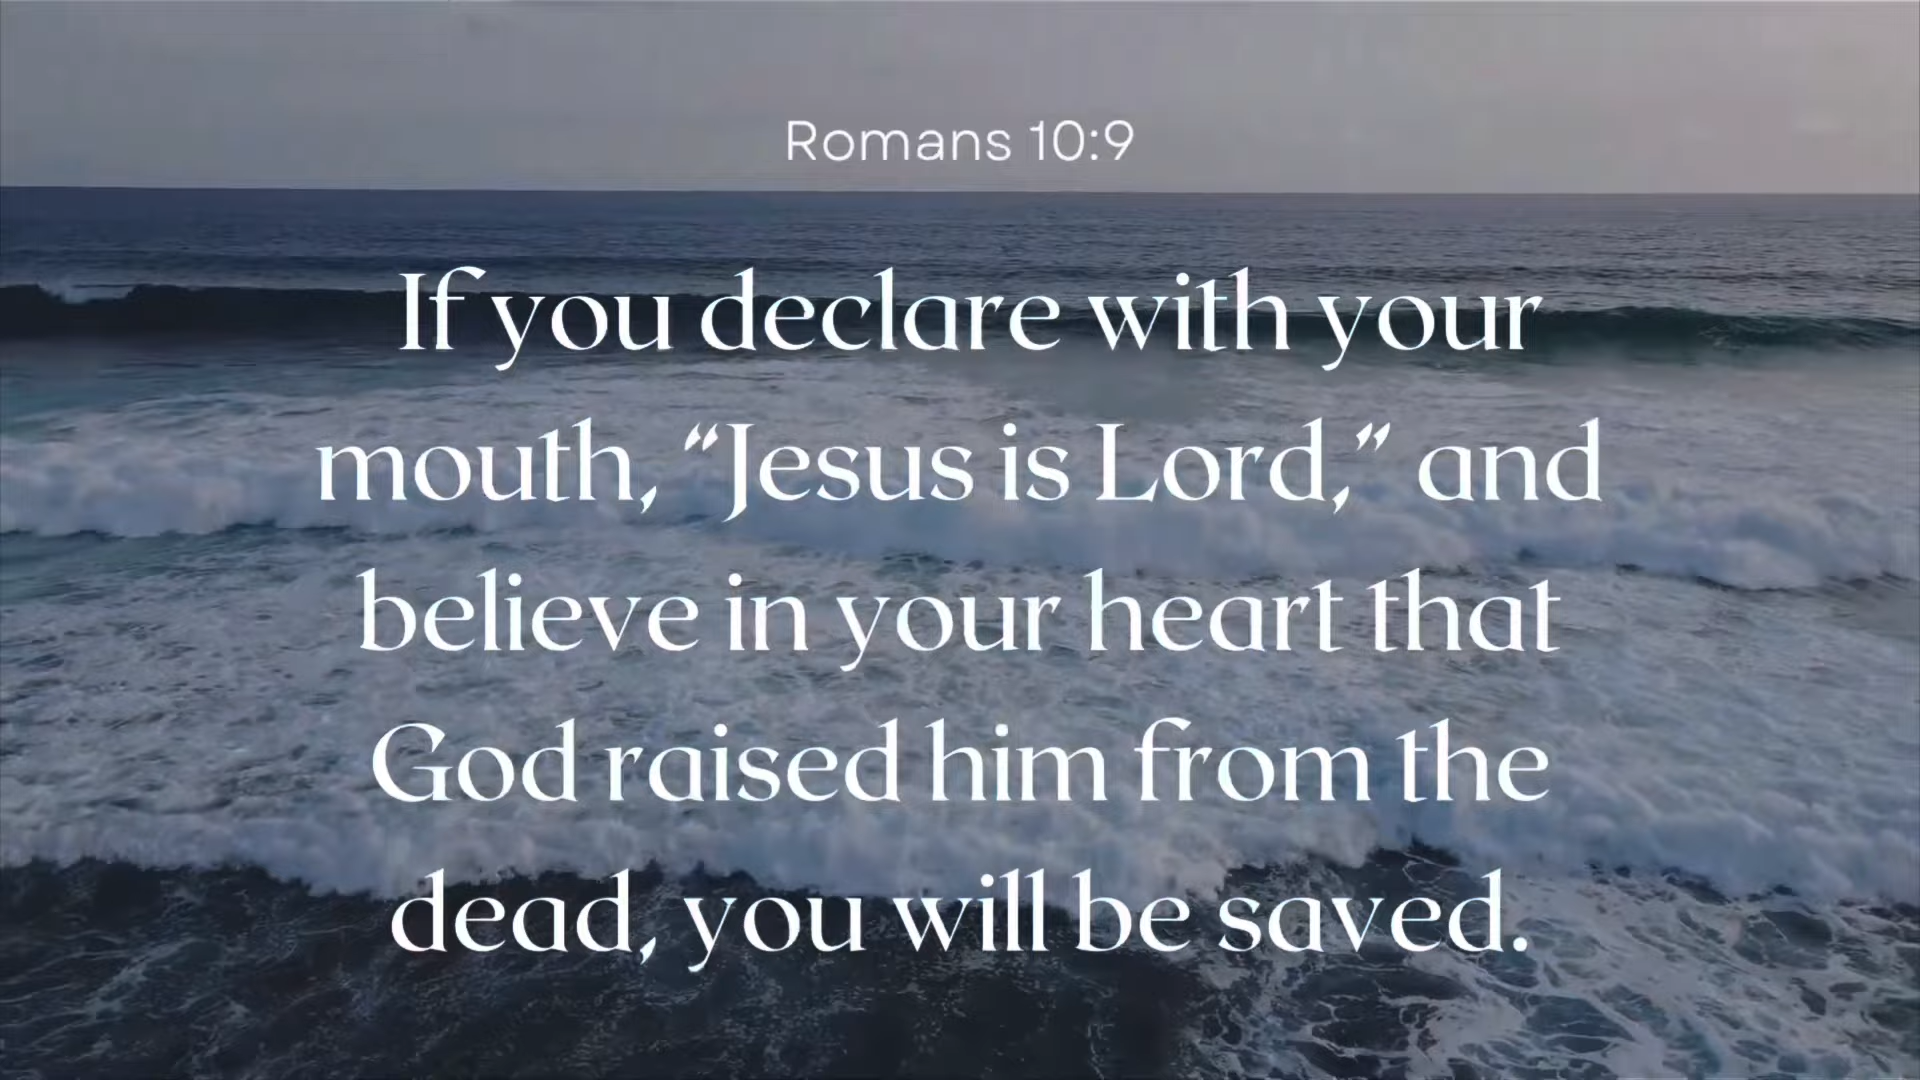 Romans 10:9
If you declare with your
mouth, “Jesus is Lord,” and
believe in your heart that
God raised him from the
dead, you will be saved.